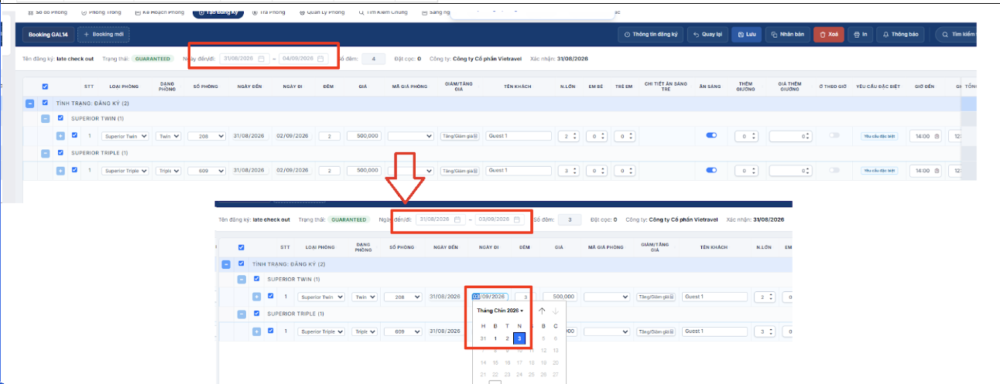 Sơ đồ Phòng Phòng Trống Kế Hoạch Phòng Tạo Đăng Ký Trả Phòng Quản Lý Phòng Tìm Kiếm Chung
Booking GAL14 + Booking mới Thông tin đăng ký Quay lại Lưu Nhân bản Xoá In Thông báo Tìm kiếm
Tên đăng ký: late check out Trạng thái: GUARANTEED Ngày đến/đi: 31/08/2026 ~ 04/09/2026 Số đêm: 4 Đặt cọc: 0 Công ty: Công ty Cổ phần Vietravel Xác nhận: 31/08/2026
STT LOẠI PHÒNG DẠNG PHÒNG SỐ PHÒNG NGÀY ĐẾN NGÀY ĐI ĐÊM GIÁ MÃ GIÁ PHÒNG GIẢM/TĂNG GIÁ TÊN KHÁCH N.LỚN EM BÉ TRẺ EM CHI TIẾT ĂN SÁNG TRẺ ĂN SÁNG THÊM GIƯỜNG GIÁ THÊM GIƯỜNG Ở THEO GIỜ YÊU CẦU ĐẶC BIỆT GIỜ ĐẾN TỔNG
TÌNH TRẠNG: ĐĂNG KÝ (2)
SUPERIOR TWIN (1)
+ 1 Superior Twin Twin 208 31/08/2026 02/09/2026 2 500,000 Tăng/Giảm giá Guest 1 2 0 0 0 0 Yêu cầu đặc biệt 14:00 12:
SUPERIOR TRIPLE (1)
+ 1 Superior Triple Triple 609 31/08/2026 02/09/2026 2 500,000 Tăng/Giảm giá Guest 1 3 0 0 0 0 Yêu cầu đặc biệt 14:00 12:
Tên đăng ký: late check out Trạng thái: GUARANTEED Ngày đến/đi: 31/08/2026 ~ 03/09/2026 Số đêm: 3 Đặt cọc: 0 Công ty: Công ty Cổ phần Vietravel Xác nhận: 31/08/2026
STT LOẠI PHÒNG DẠNG PHÒNG SỐ PHÒNG NGÀY ĐẾN NGÀY ĐI ĐÊM GIÁ MÃ GIÁ PHÒNG GIẢM/TĂNG GIÁ TÊN KHÁCH N.LỚN EM
TÌNH TRẠNG: ĐĂNG KÝ (2)
SUPERIOR TWIN (1)
+ 1 Superior Twin Twin 208 31/08/2026 03/09/2026 3 500,000 Tăng/Giảm giá Guest 1 2 0
Tháng Chín 2026
SUPERIOR TRIPLE (1)
H B T N S B C
+ 1 Superior Triple Triple 609 31/08/2026 Tăng/Giảm giá Guest 1 3 0
31 1 2 3 5 6
7 8 9 10 11 12 13
14 15 16 17 18 19 20
21 22 23 24 25 26 27